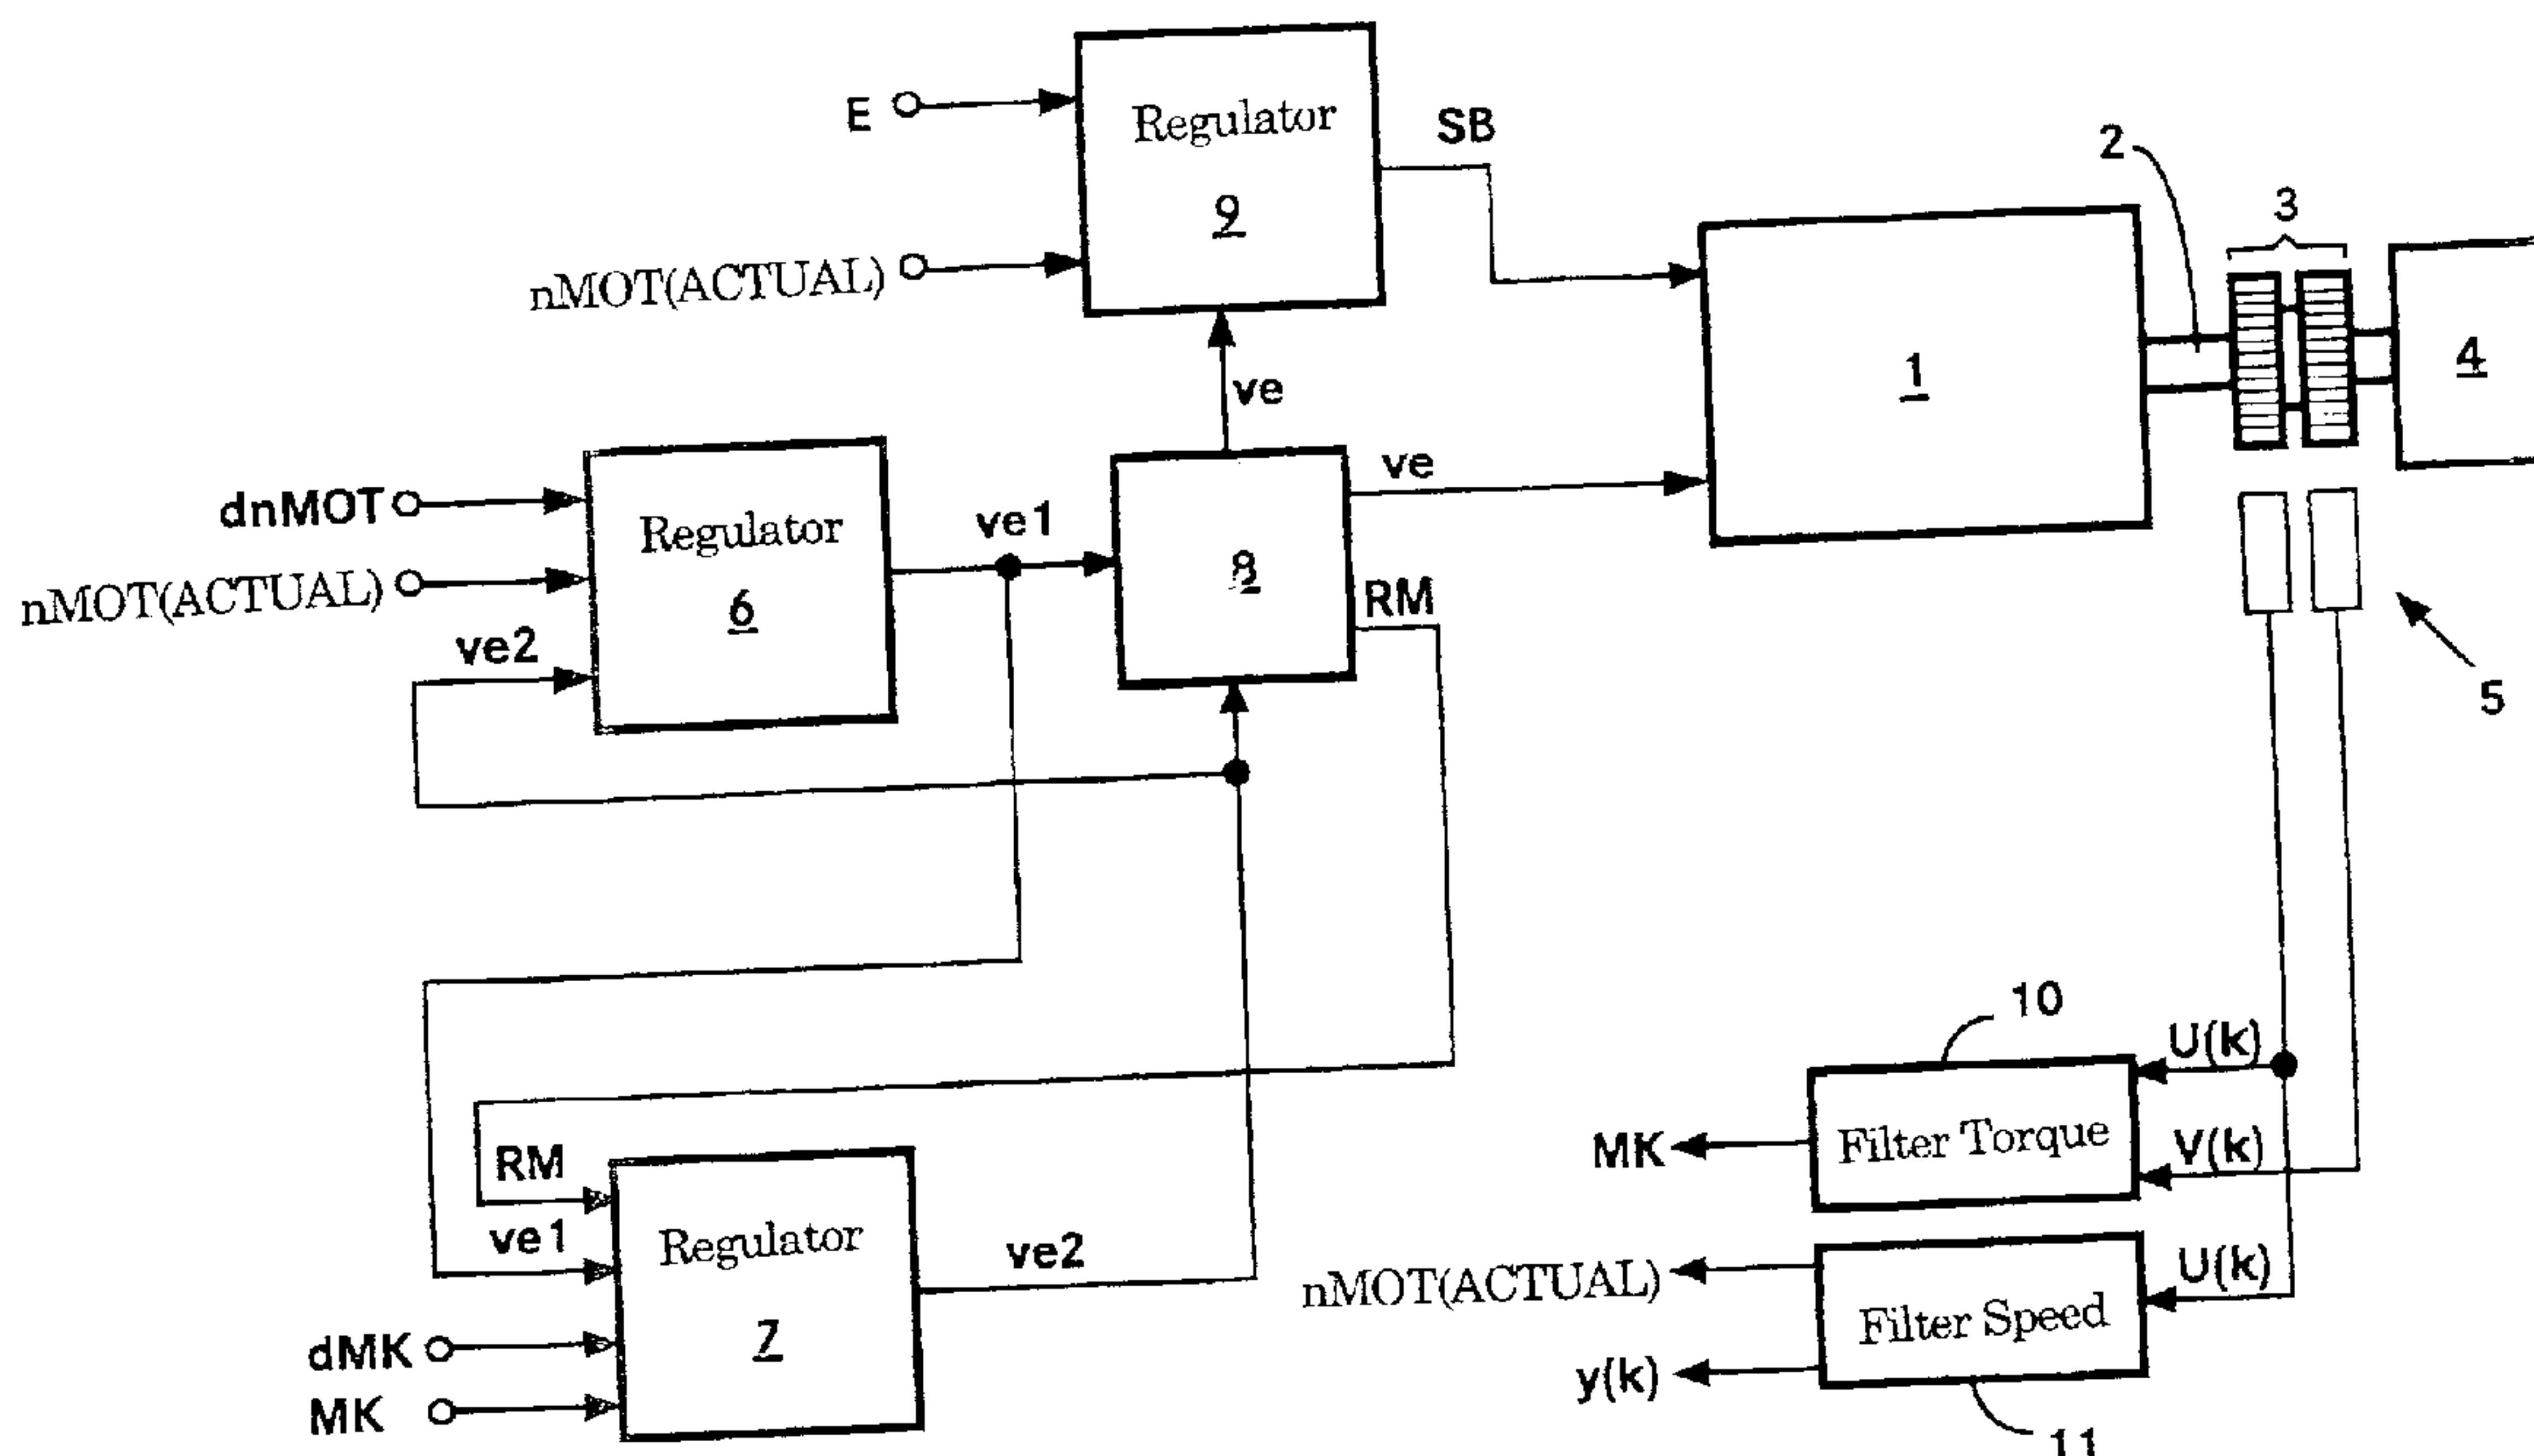 E
Regulator
9
SB
nMOT(ACTUAL)
2
3
1
4
ve
dnMOT
nMOT(ACTUAL)
ve2
Regulator
6
ve1
8
ve
RM
5
10
U(k)
Filter Torque
V(k)
MK
RM
ve1
dMK
MK
Regulator
7
ve2
nMOT(ACTUAL)
y(k)
Filter Speed
U(k)
11